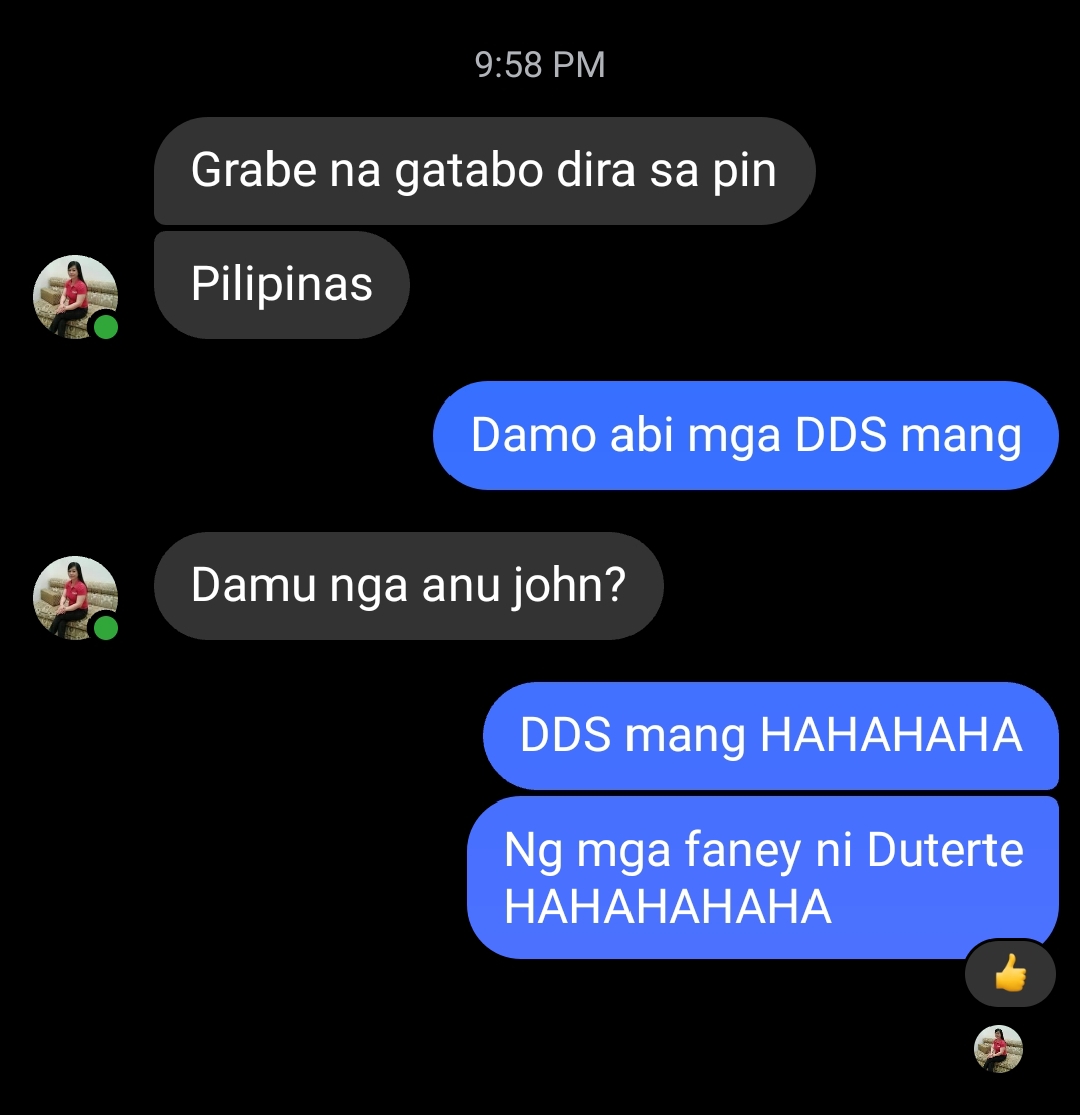 9:58 PM
Grabe na gatabo dira sa pin
Pilipinas
Damo abi mga DDS mang
Damu nga anu john?
DDS mang HAHAHAHA
Ng mga faney ni Duterte
HAHAHAHAHA